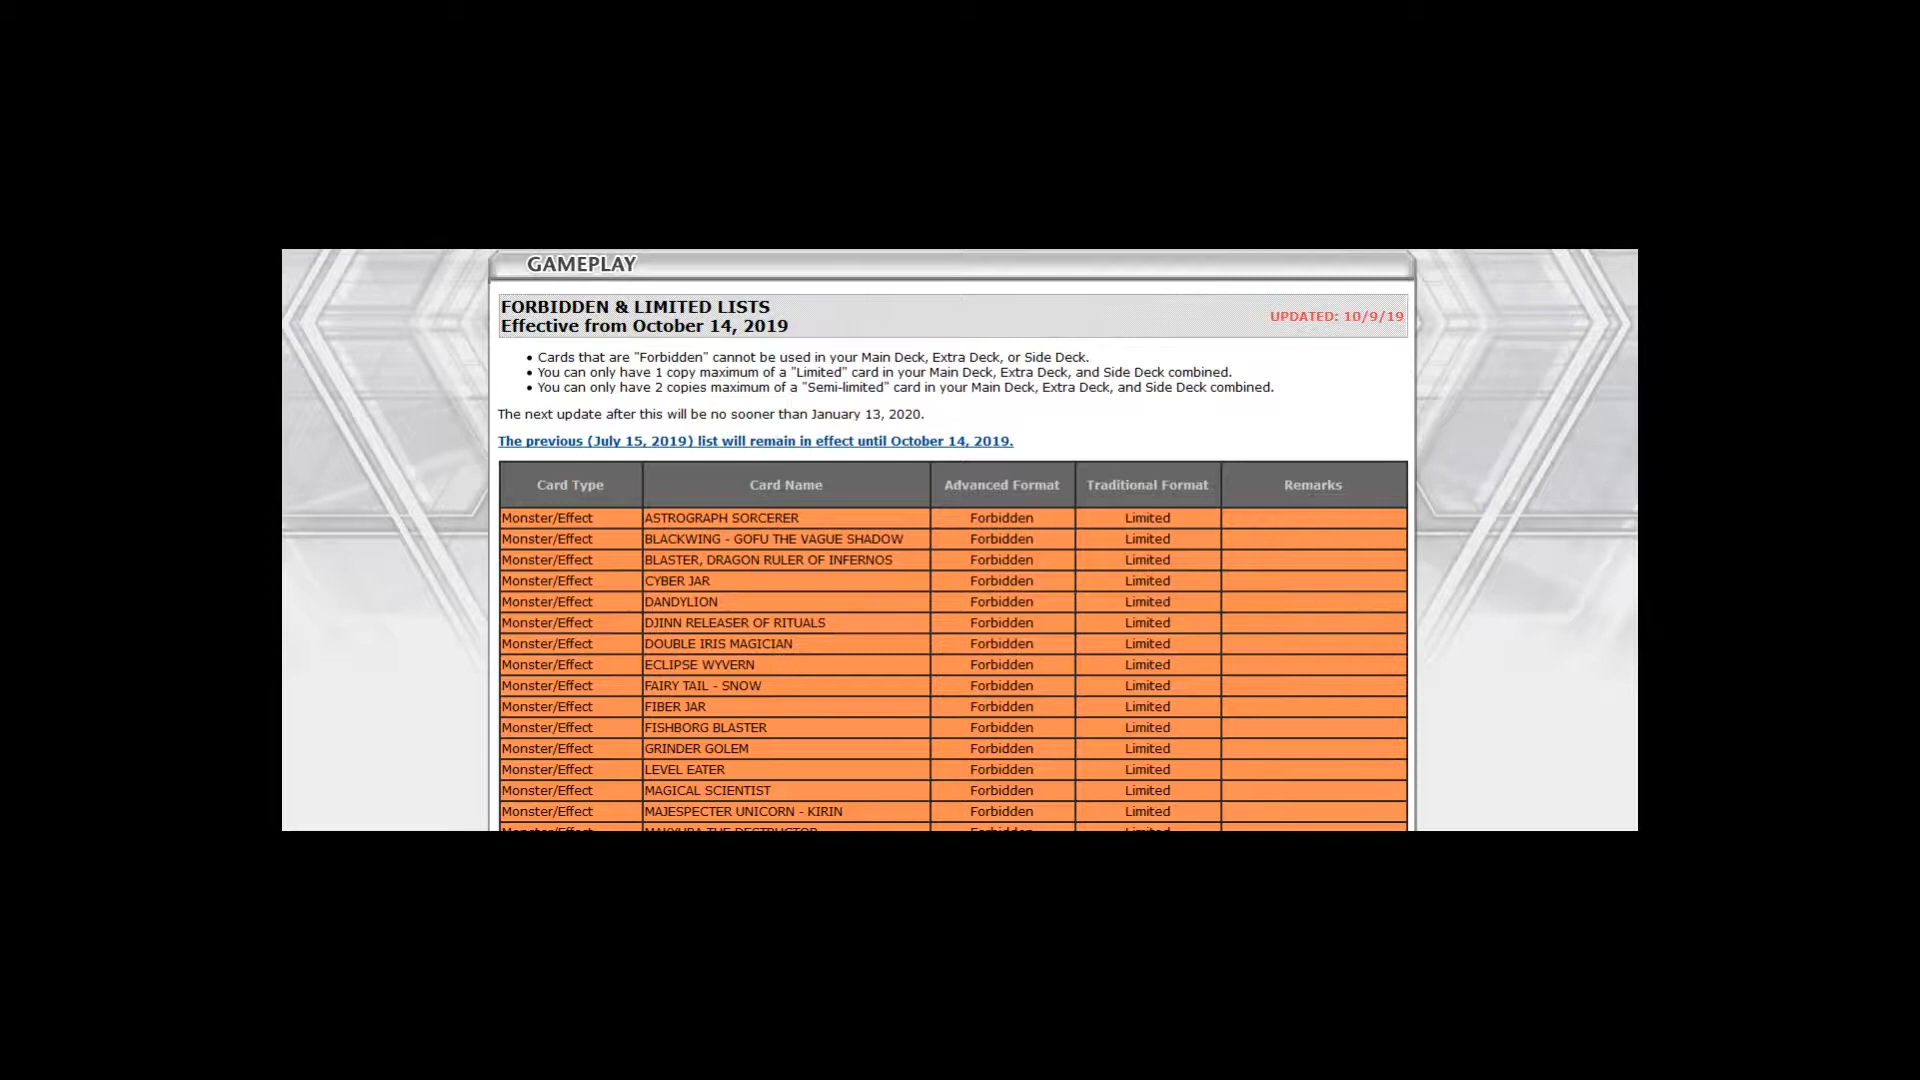 GAMEPLAY
FORBIDDEN & LIMITED LISTS
Effective from October 14, 2019
UPDATED: 10/9/19
• Cards that are "Forbidden" cannot be used in your Main Deck, Extra Deck, or Side Deck.
• You can only have 1 copy maximum of a "Limited" card in your Main Deck, Extra Deck, and Side Deck combined.
• You can only have 2 copies maximum of a "Semi-limited" card in your Main Deck, Extra Deck, and Side Deck combined.
The next update after this will be no sooner than January 13, 2020.
The previous (July 15, 2019) list will remain in effect until October 14, 2019.
Card Type Card Name Advanced Format Traditional Format Remarks
Monster/Effect ASTROGRAPH SORCERER Forbidden Limited
Monster/Effect BLACKWING - GOFU THE VAGUE SHADOW Forbidden Limited
Monster/Effect BLASTER, DRAGON RULER OF INFERNOS Forbidden Limited
Monster/Effect CYBER JAR Forbidden Limited
Monster/Effect DANDYLION Forbidden Limited
Monster/Effect DJINN RELEASER OF RITUALS Forbidden Limited
Monster/Effect DOUBLE IRIS MAGICIAN Forbidden Limited
Monster/Effect ECLIPSE WYVERN Forbidden Limited
Monster/Effect FAIRY TAIL - SNOW Forbidden Limited
Monster/Effect FIBER JAR Forbidden Limited
Monster/Effect FISHBORG BLASTER Forbidden Limited
Monster/Effect GRINDER GOLEM Forbidden Limited
Monster/Effect LEVEL EATER Forbidden Limited
Monster/Effect MAGICAL SCIENTIST Forbidden Limited
Monster/Effect MAJESPECTER UNICORN - KIRIN Forbidden Limited